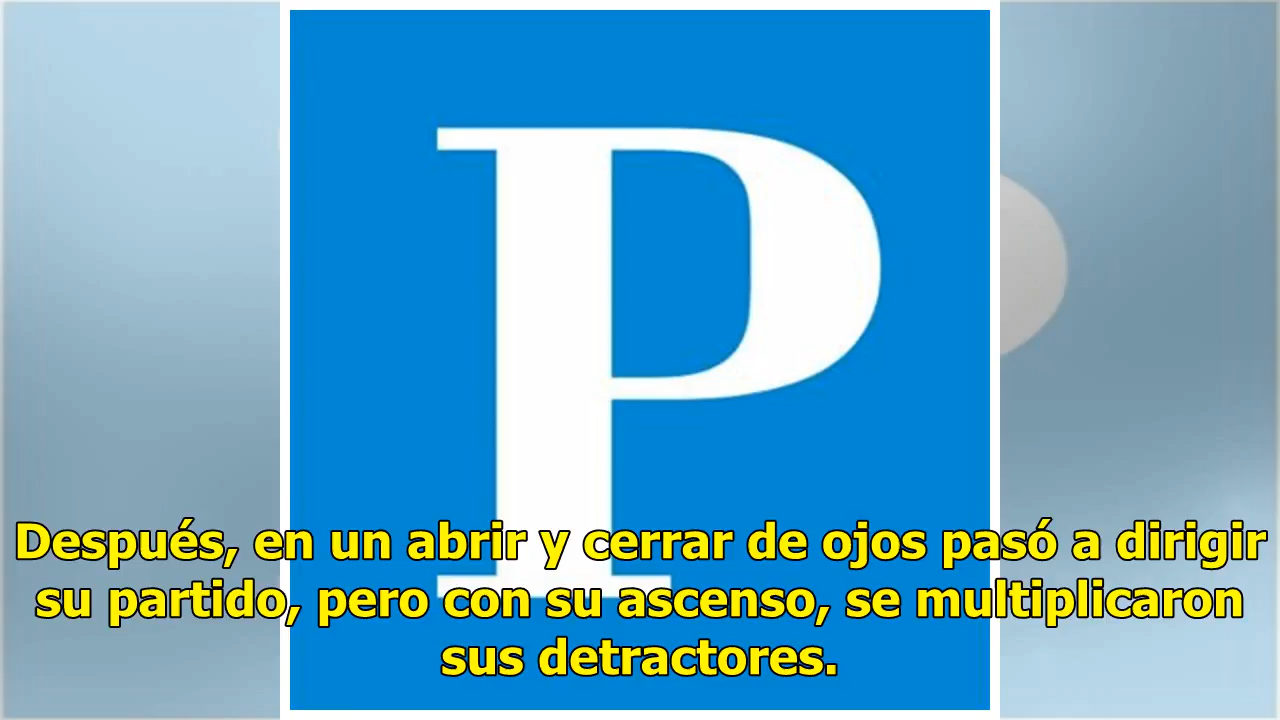 P
Después, en un abrir y cerrar de ojos pasó a dirigir
su partido, pero con su ascenso, se multiplicaron
sus detractores.